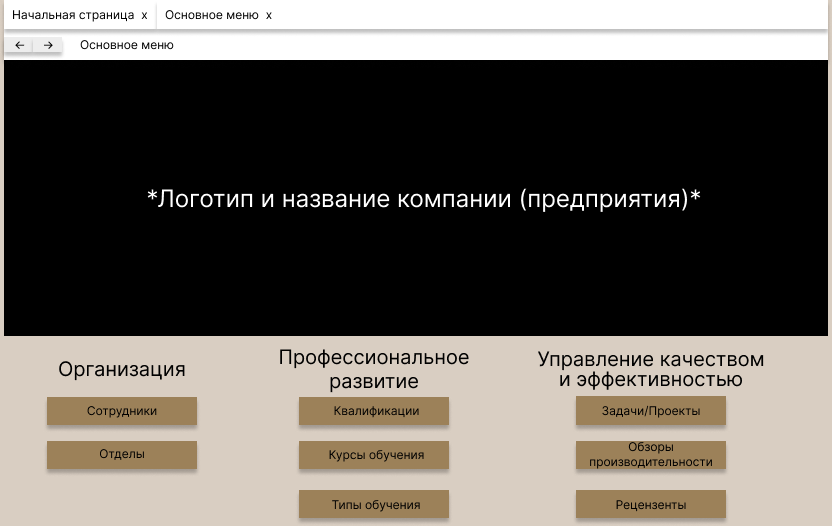 Начальная страница x Основное меню x
← → Основное меню
*Логотип и название компании (предприятия)*
Организация
Сотрудники
Отделы
Профессиональное
развитие
Квалификации
Курсы обучения
Типы обучения
Управление качеством
и эффективностью
Задачи/Проекты
Обзоры
производительности
Рецензенты